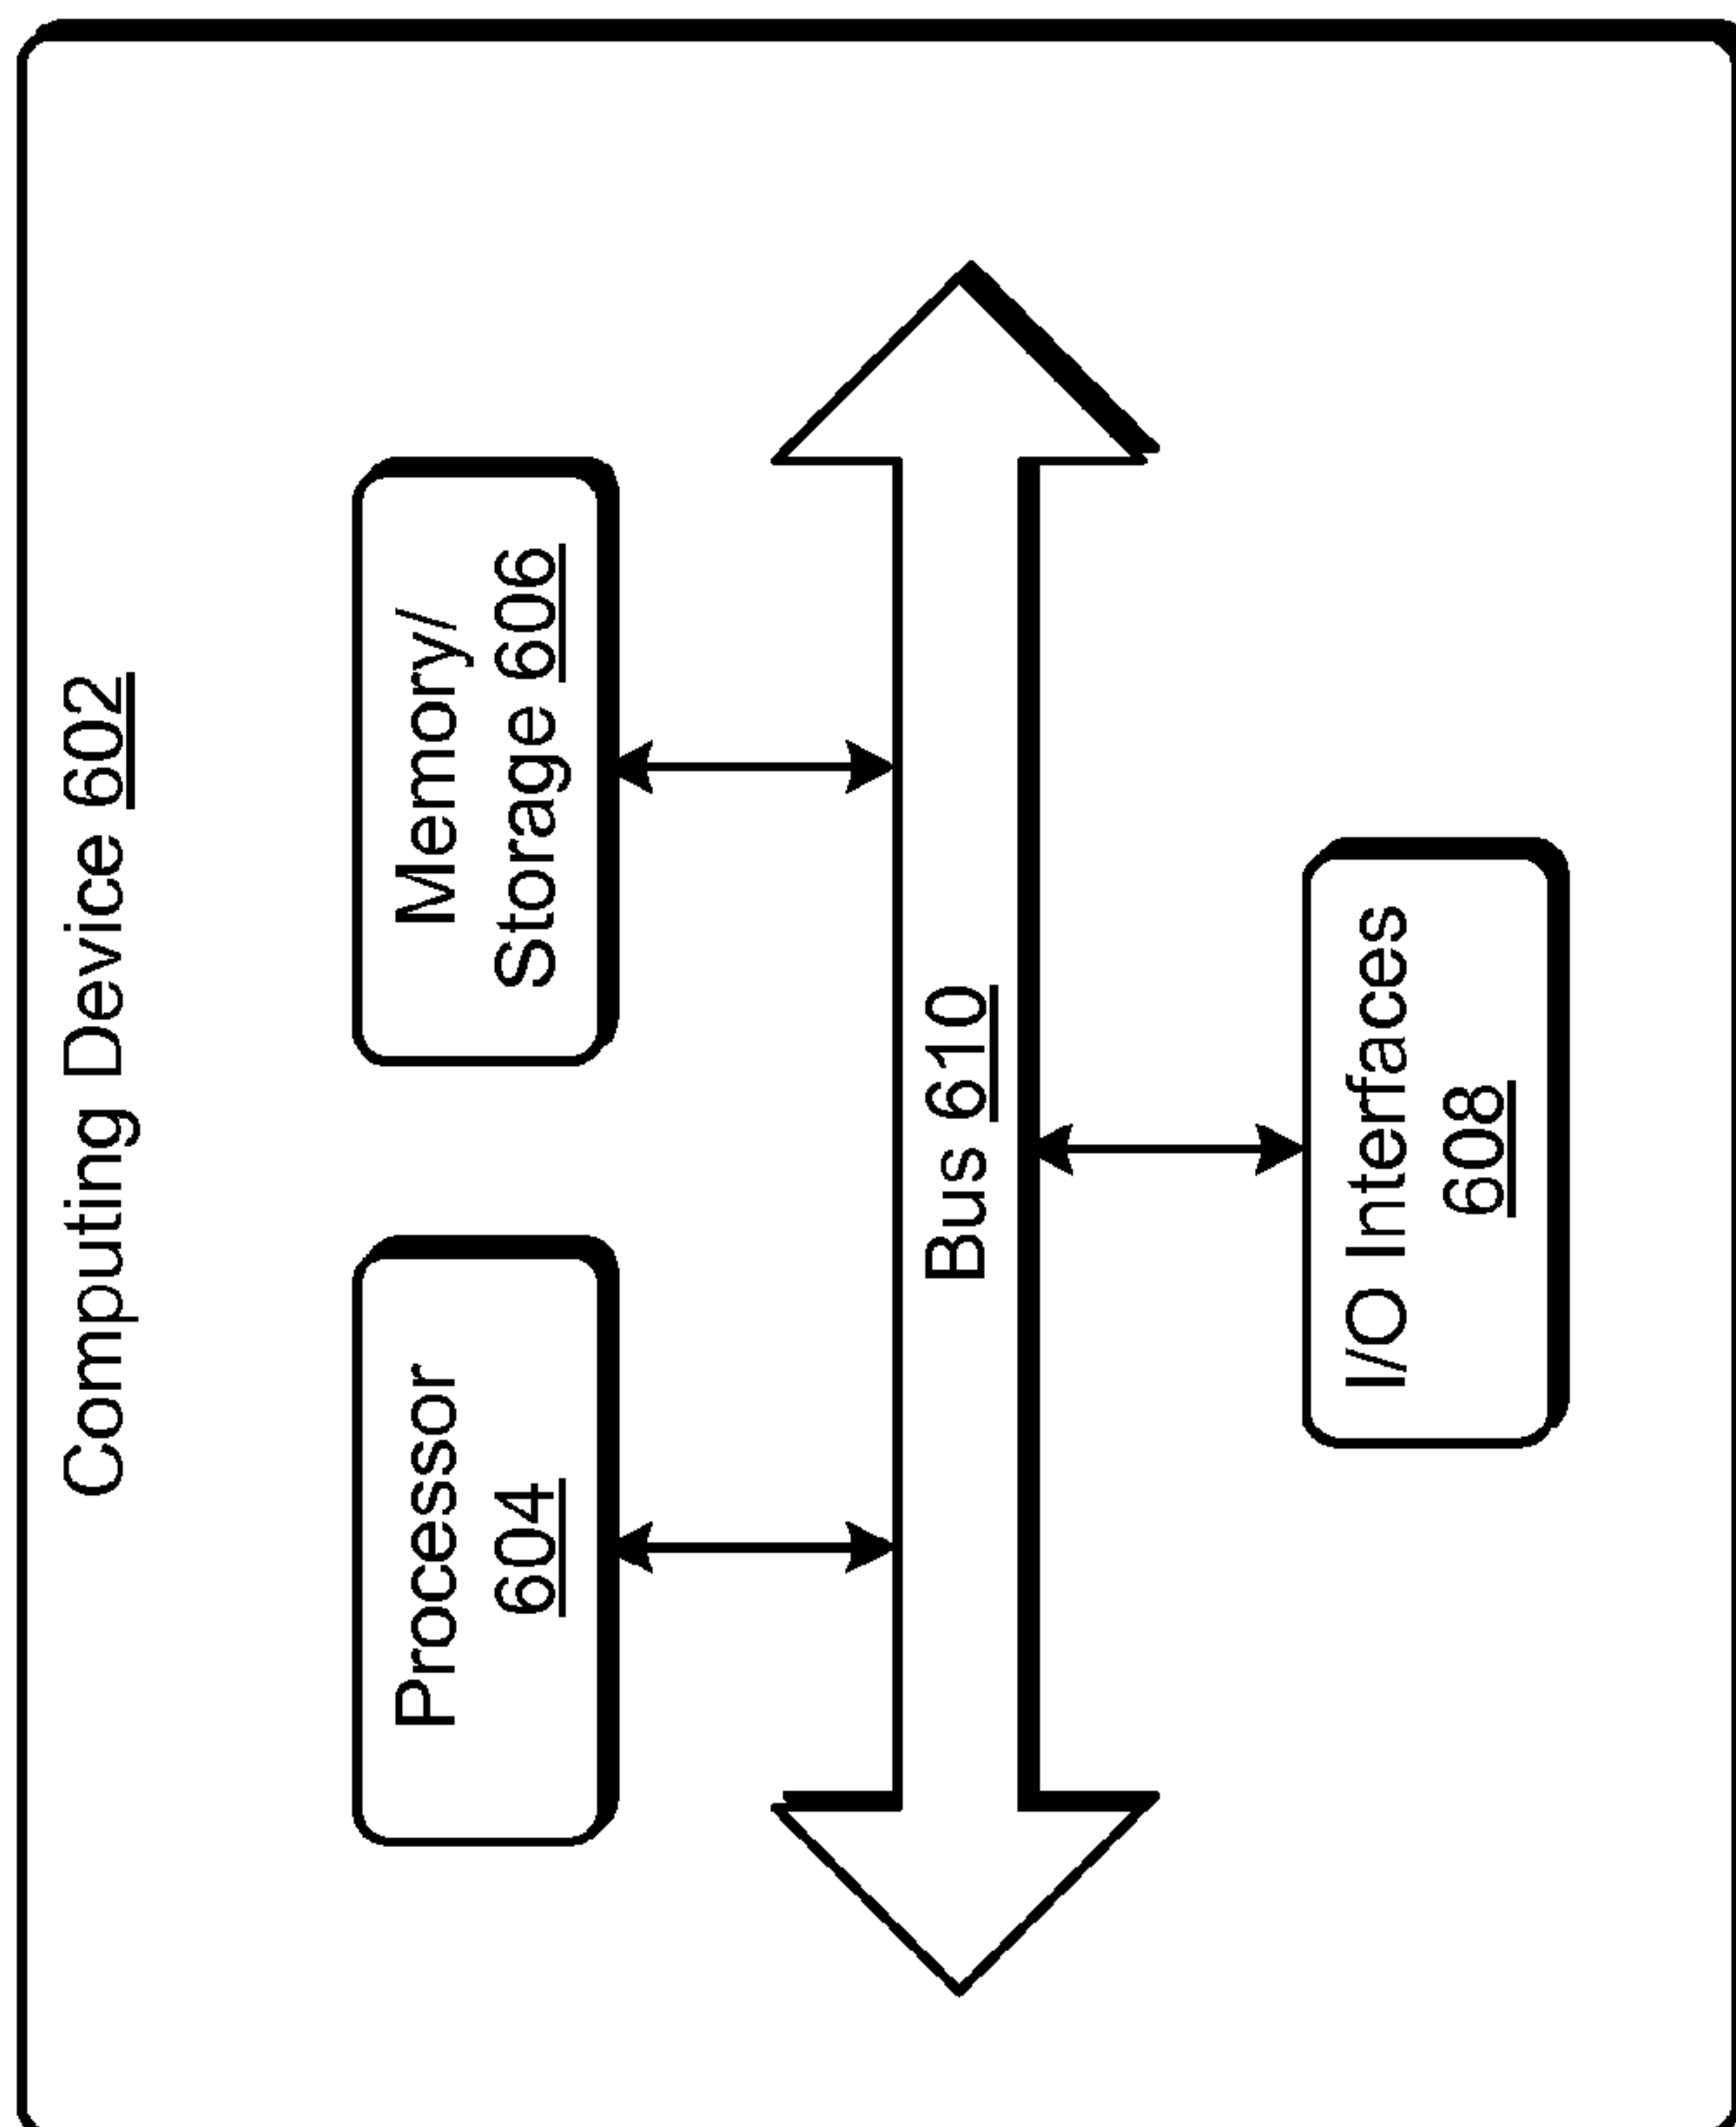 Computing Device 602
Processor
604
Memory/
Storage 606
Bus 610
I/O Interfaces
608